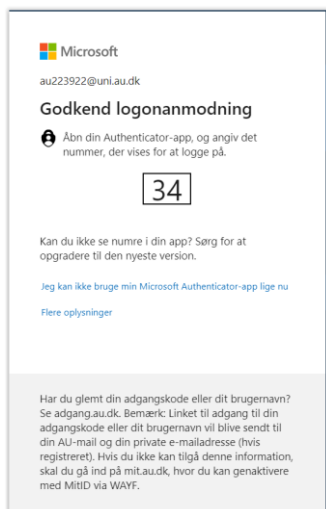 Microsoft
au223922@uni.au.dk
Godkend logonanmodning
Åbn din Authenticator-app, og angiv det
nummer, der vises for at logge på.
34
Kan du ikke se numre i din app? Sørg for at
opgradere til den nyeste version.
Jeg kan ikke bruge min Microsoft Authenticator-app lige nu
Flere oplysninger
Har du glemt din adgangskode eller dit brugernavn?
Se adgang.au.dk. Bemærk: Linket til adgang til din
adgangskode eller dit brugernavn vil blive sendt til
din AU-mail og din private e-mailadresse (hvis
registreret). Hvis du ikke kan tilgå denne information,
skal du gå ind på mit.au.dk, hvor du kan genaktivere
med MitID via WAYF.